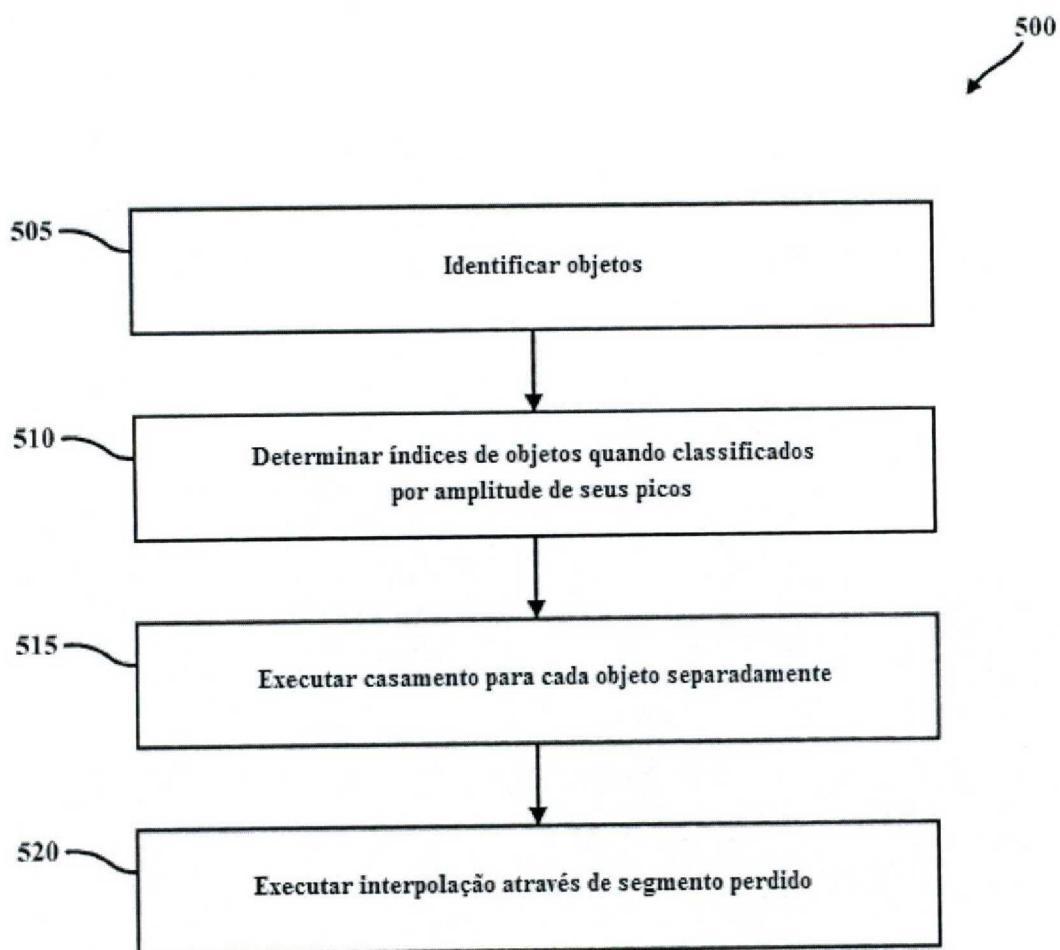 500
505
Identificar objetos
510
Determinar índices de objetos quando classificados
por amplitude de seus picos
515
Executar casamento para cada objeto separadamente
520
Executar interpolação através de segmento perdido